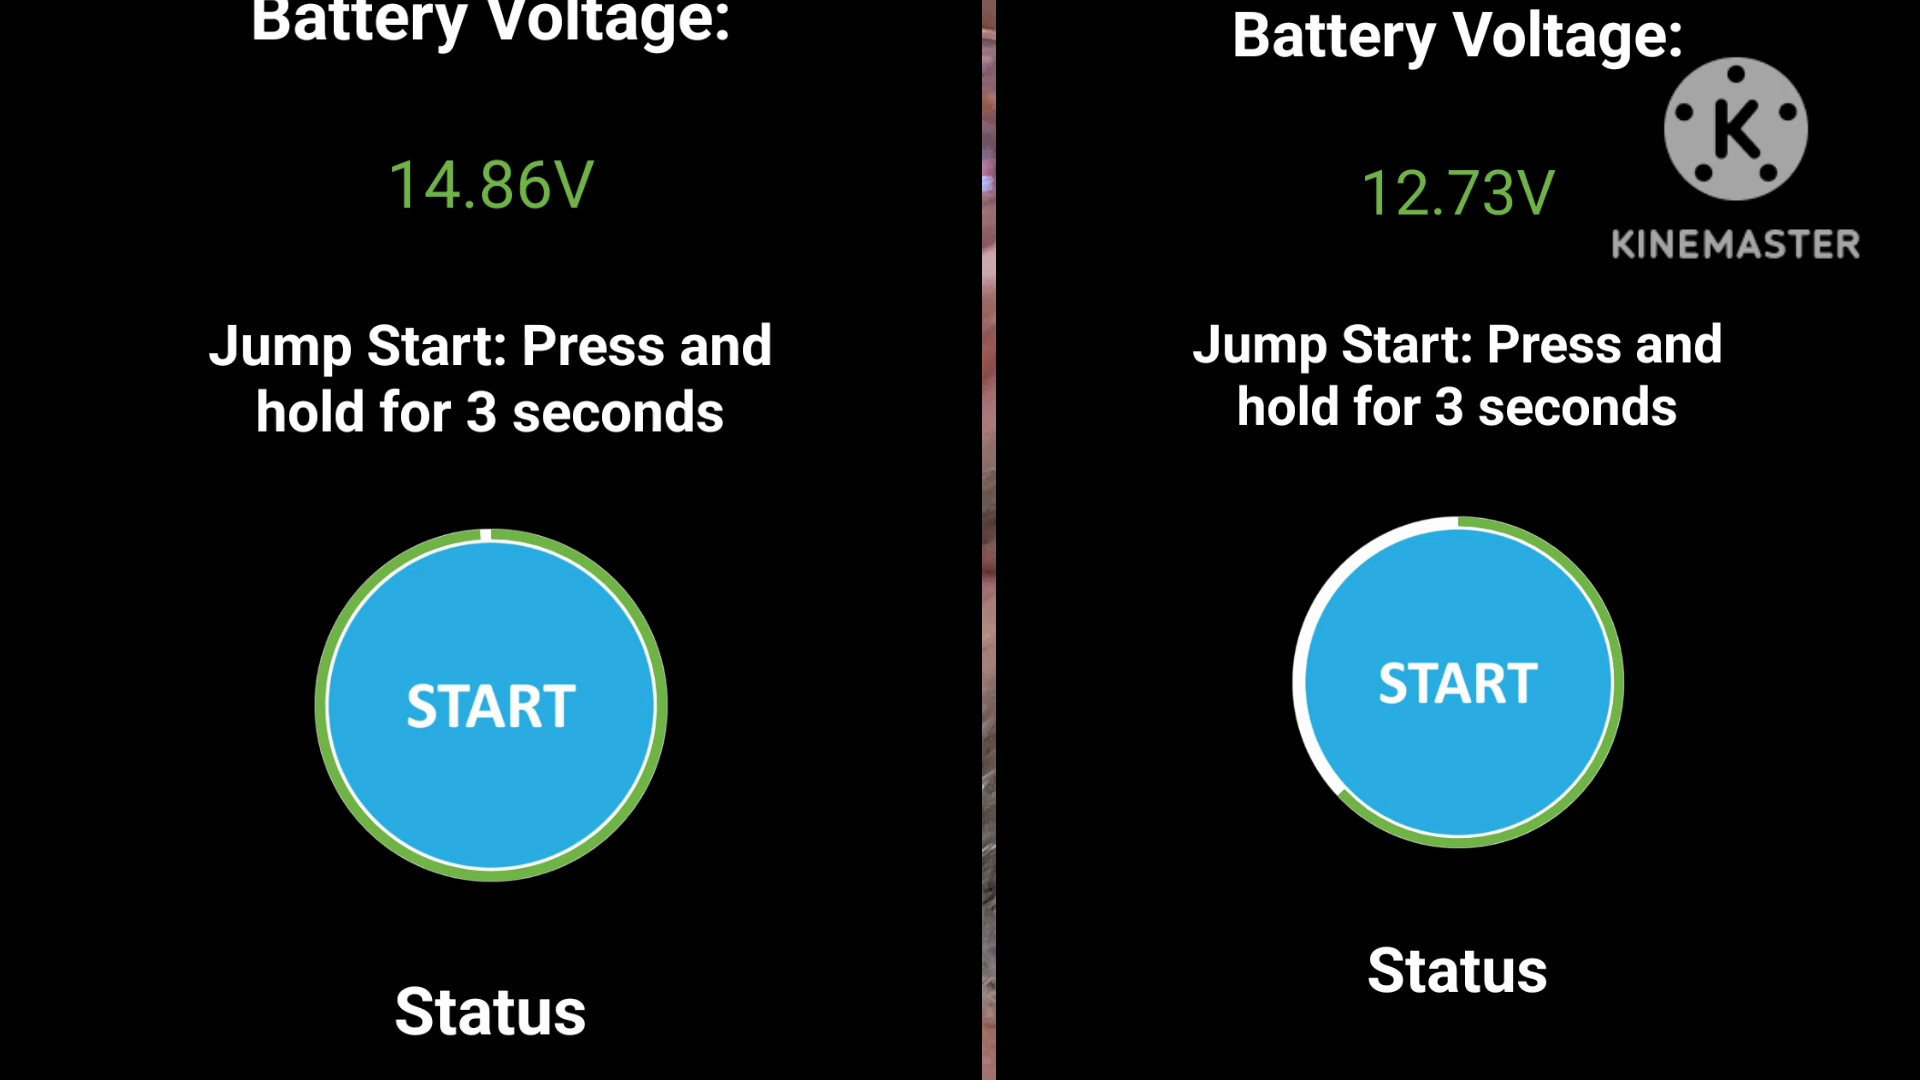 Battery Voltage:
14.86V
Jump Start: Press and
hold for 3 seconds
START
Status
Battery Voltage:
12.73V
Jump Start: Press and
hold for 3 seconds
START
Status
K
KINEMASTER